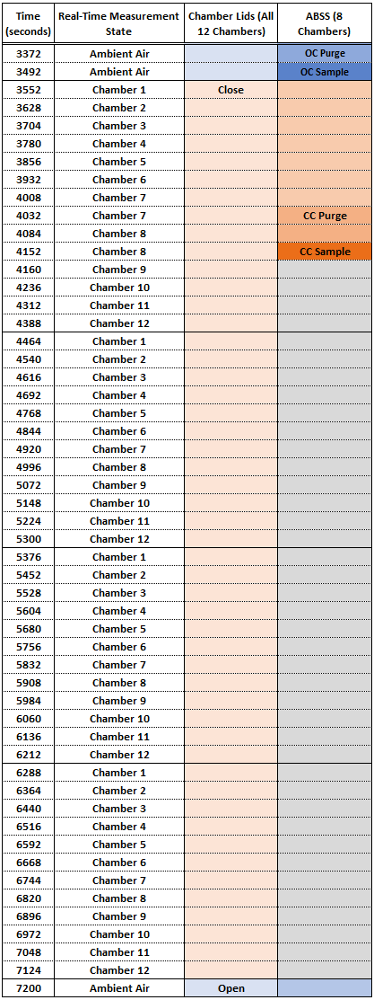 Time (seconds) Real-Time Measurement State Chamber Lids (All 12 Chambers) ABSS (8 Chambers)
3372 Ambient Air OC Purge
3492 Ambient Air OC Sample
3552 Chamber 1 Close
3628 Chamber 2
3704 Chamber 3
3780 Chamber 4
3856 Chamber 5
3932 Chamber 6
4008 Chamber 7
4032 Chamber 7 CC Purge
4084 Chamber 8
4152 Chamber 8 CC Sample
4160 Chamber 9
4236 Chamber 10
4312 Chamber 11
4388 Chamber 12
4464 Chamber 1
4540 Chamber 2
4616 Chamber 3
4692 Chamber 4
4768 Chamber 5
4844 Chamber 6
4920 Chamber 7
4996 Chamber 8
5072 Chamber 9
5148 Chamber 10
5224 Chamber 11
5300 Chamber 12
5376 Chamber 1
5452 Chamber 2
5528 Chamber 3
5604 Chamber 4
5680 Chamber 5
5756 Chamber 6
5832 Chamber 7
5908 Chamber 8
5984 Chamber 9
6060 Chamber 10
6136 Chamber 11
6212 Chamber 12
6288 Chamber 1
6364 Chamber 2
6440 Chamber 3
6516 Chamber 4
6592 Chamber 5
6668 Chamber 6
6744 Chamber 7
6820 Chamber 8
6896 Chamber 9
6972 Chamber 10
7048 Chamber 11
7124 Chamber 12
7200 Ambient Air Open